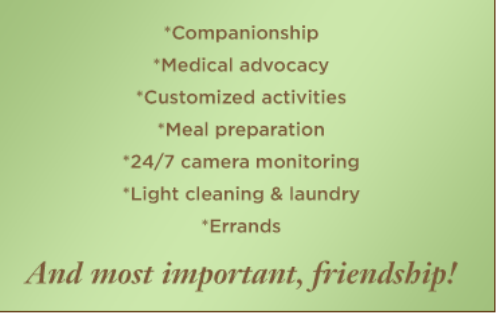 *Companionship
*Medical advocacy
*Customized activities
*Meal preparation
*24/7 camera monitoring
*Light cleaning & laundry
*Errands
And most important, friendship!